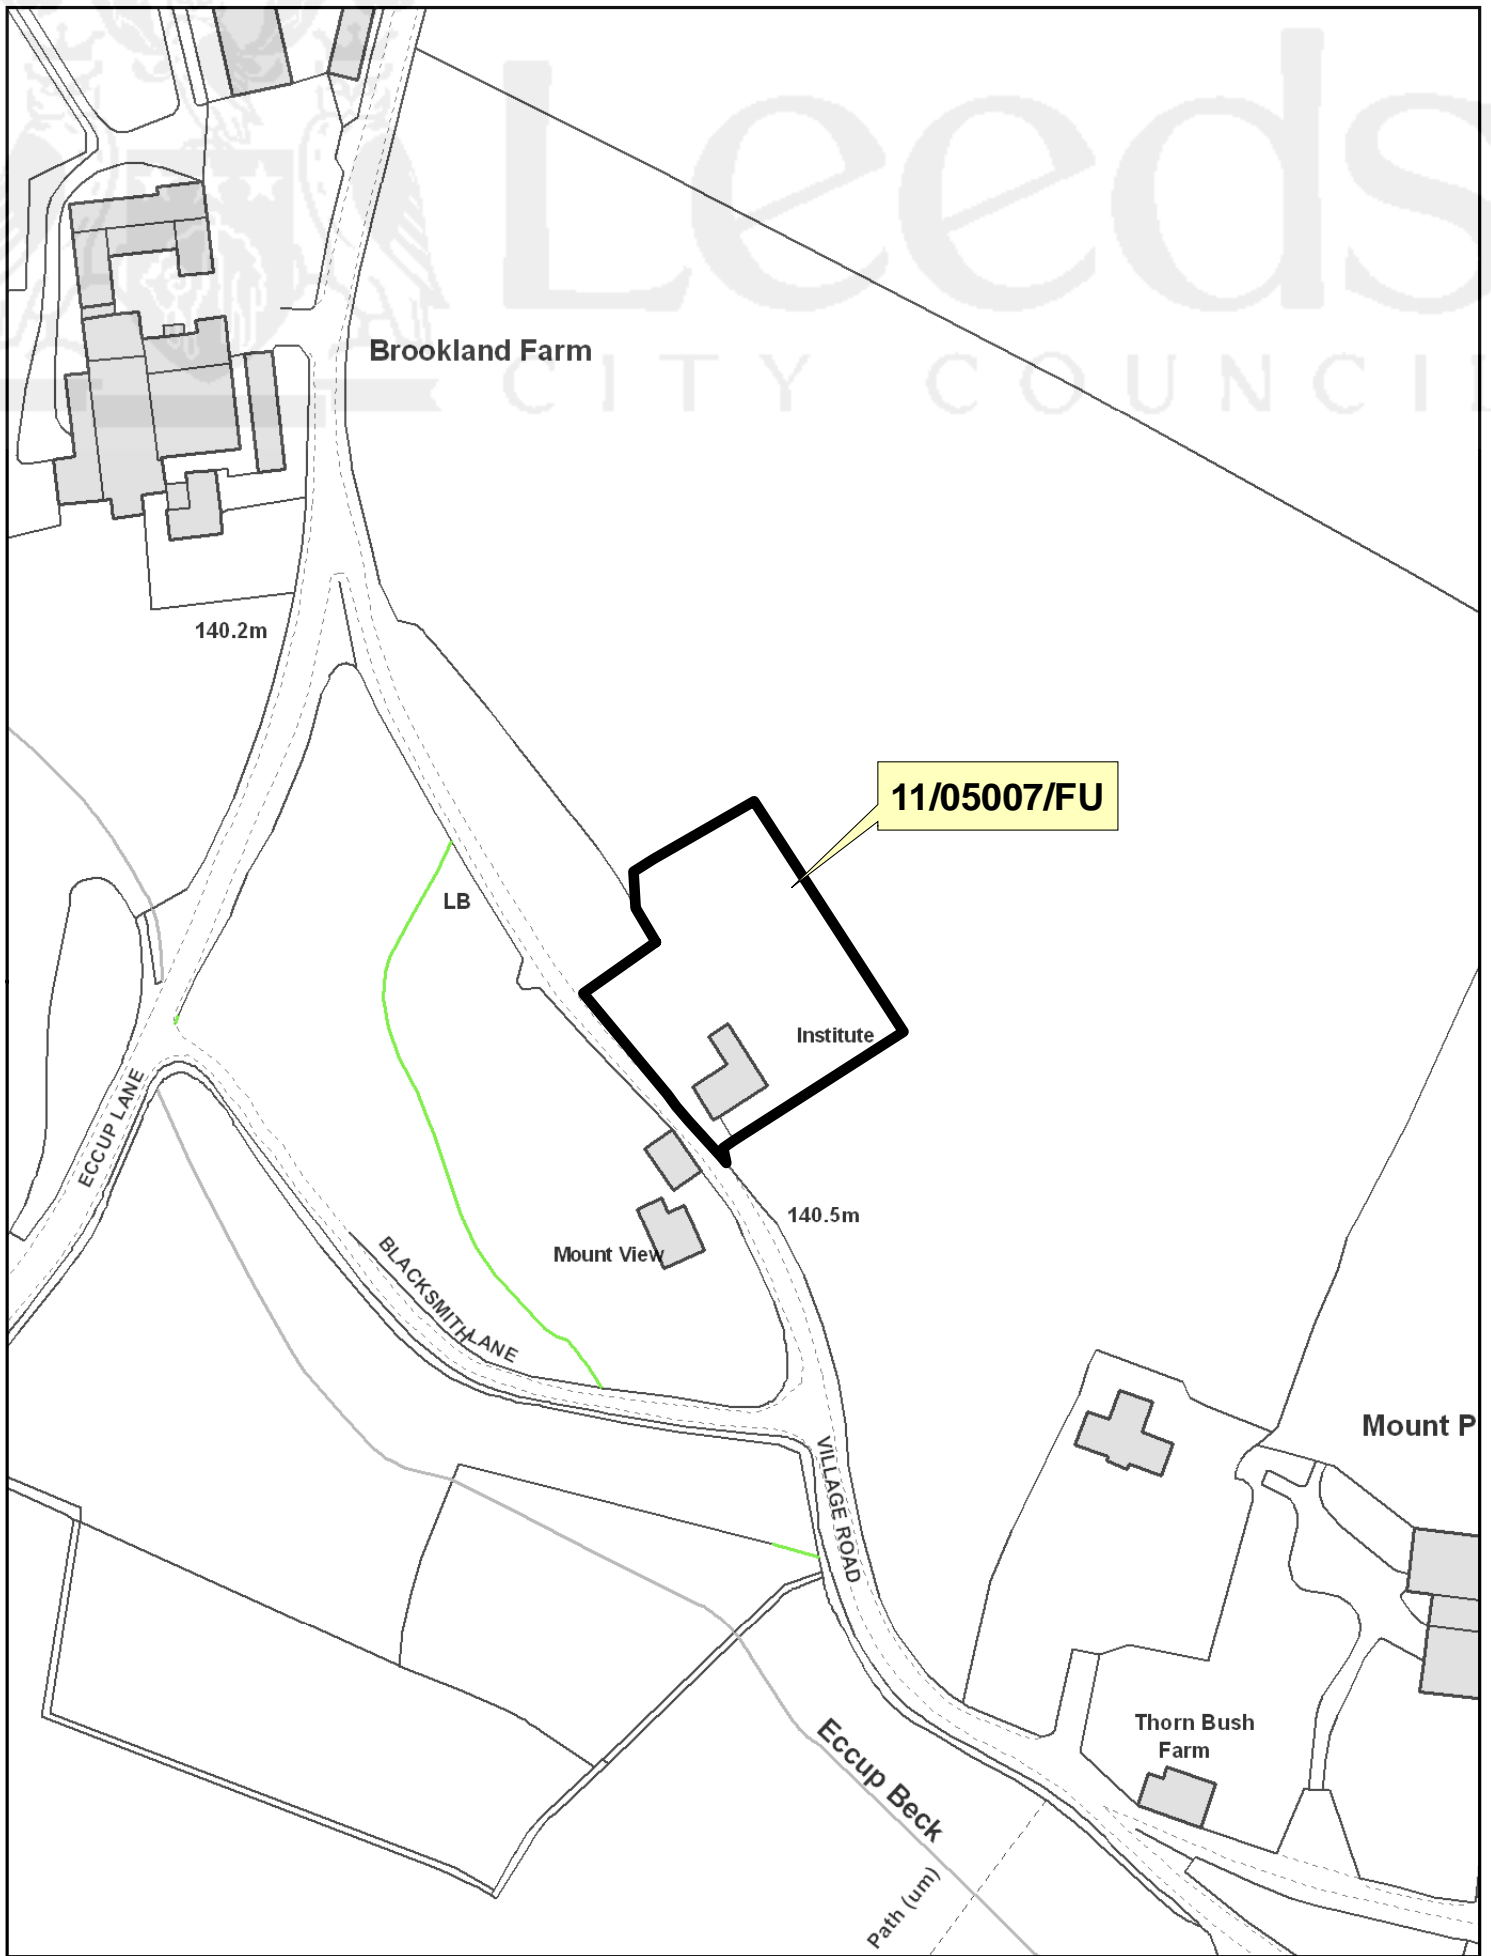 Leeds
CITY COUNCI
Brookland Farm
140.2m
11/05007/FU
LB
Institute
ECCUP LANE
140.5m
Mount View
BLACKSMITH LANE
Mount P
VILLAGE ROAD
Thorn Bush
Farm
Eccup Beck
Path (um)